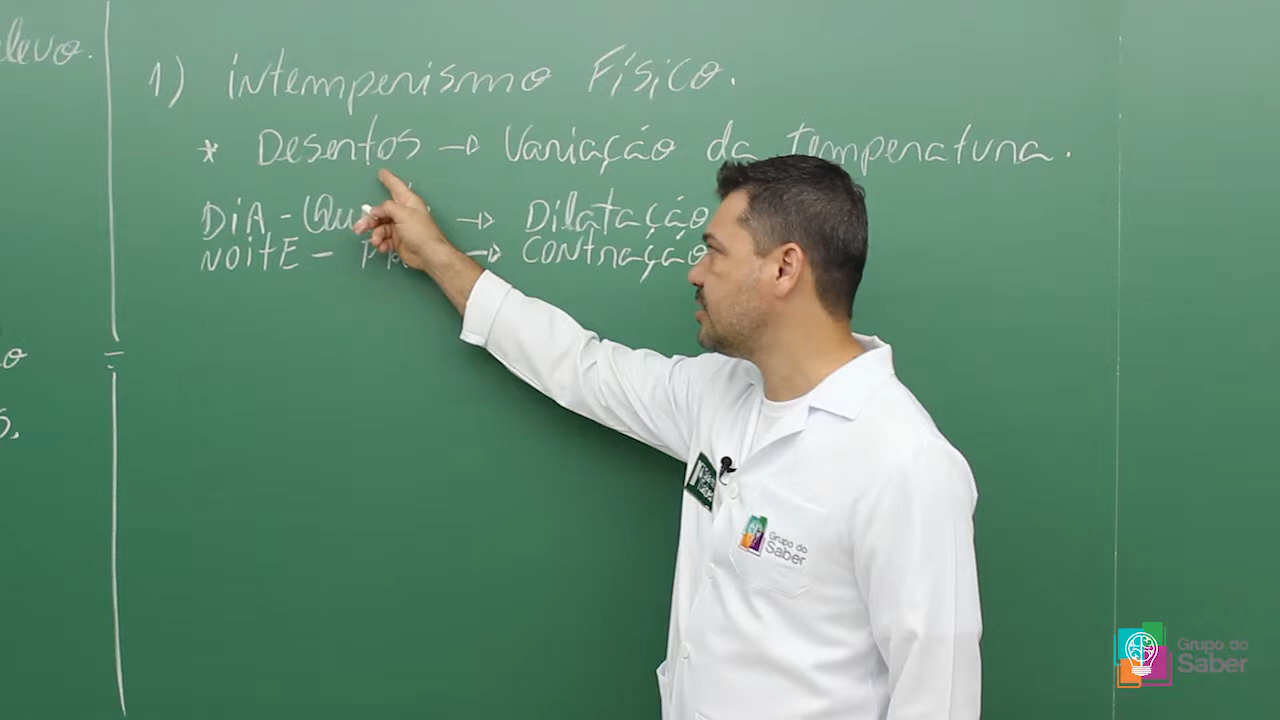 elevo.
1) intemperismo Físico.
* Desertos → Variação da temperatura.
DIA - → Dilatação
NOITE - → Contração
Grupo do
Saber
Grupo do
Saber